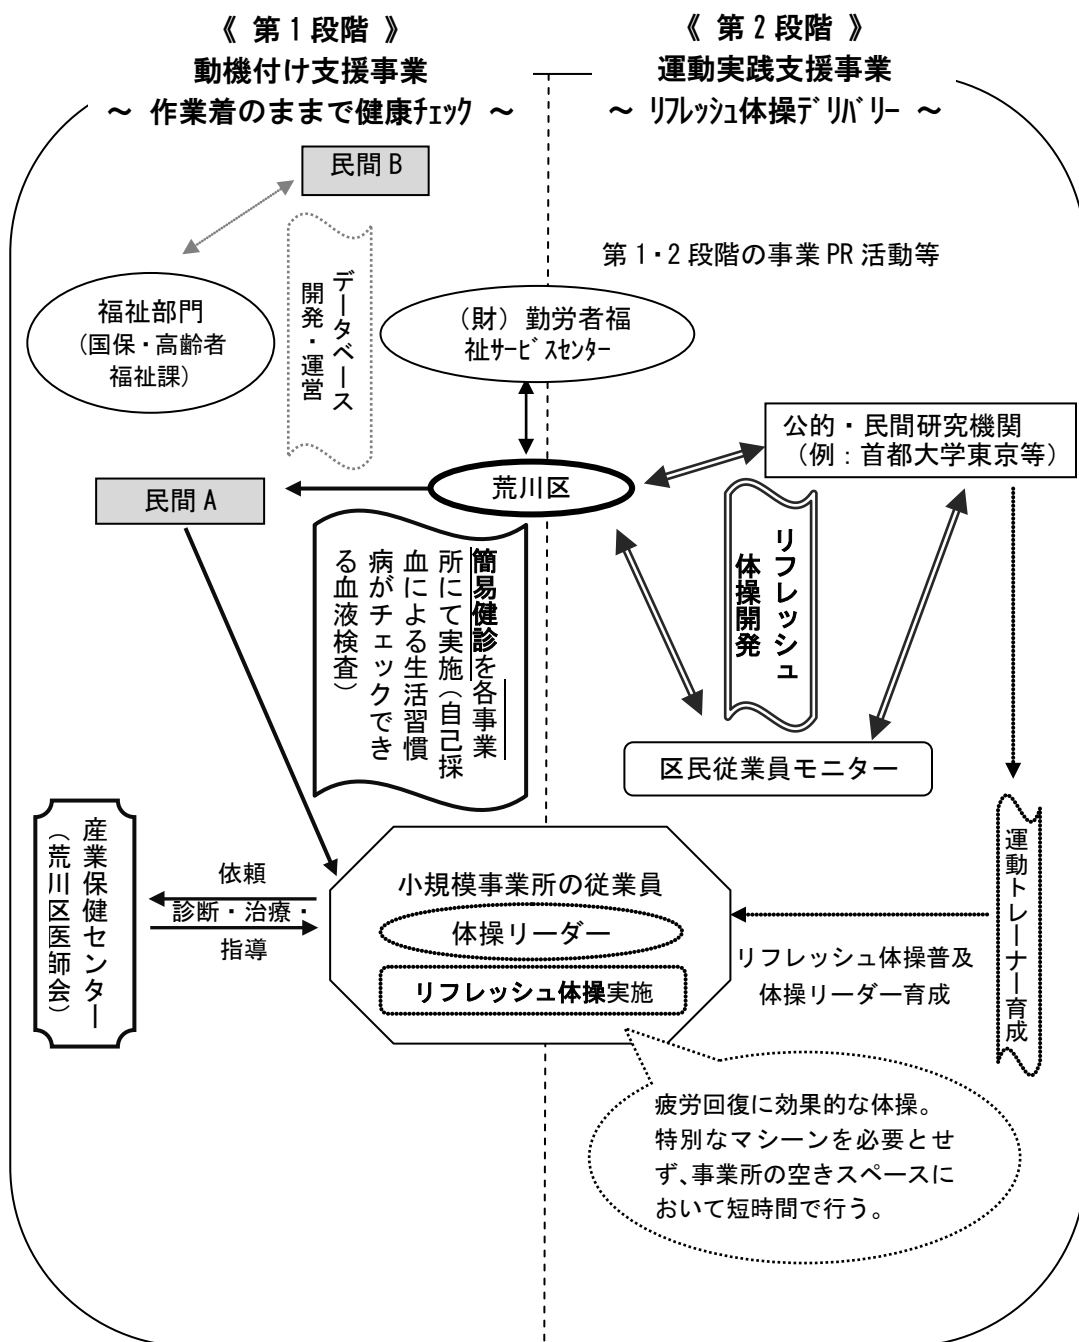 《 第1段階 》
動機付け支援事業
～ 作業着のままで健康チェック ～
《 第2段階 》
運動実践支援事業
～ リフレッシュ体操デリバリー ～
民間B
データベース
開発・運営
第1・2段階の事業PR活動等
福祉部門
（国保・高齢者
福祉課）
（財）勤労者福
祉サービスセンター
公的・民間研究機関
（例：首都大学東京等）
荒川区
民間A
簡易健診を各事業
所にて実施（自己採
血による生活習慣
病がチェックでき
る血液検査）
リフレッシュ
体操開発
区民従業員モニター
産業保健センター
（荒川区医師会）
依頼
診断・治療・
指導
小規模事業所の従業員
体操リーダー
リフレッシュ体操実施
リフレッシュ体操普及
体操リーダー育成
運動トレーナー育成
疲労回復に効果的な体操。
特別なマシーンを必要とせ
ず、事業所の空きスペースに
おいて短時間で行う。